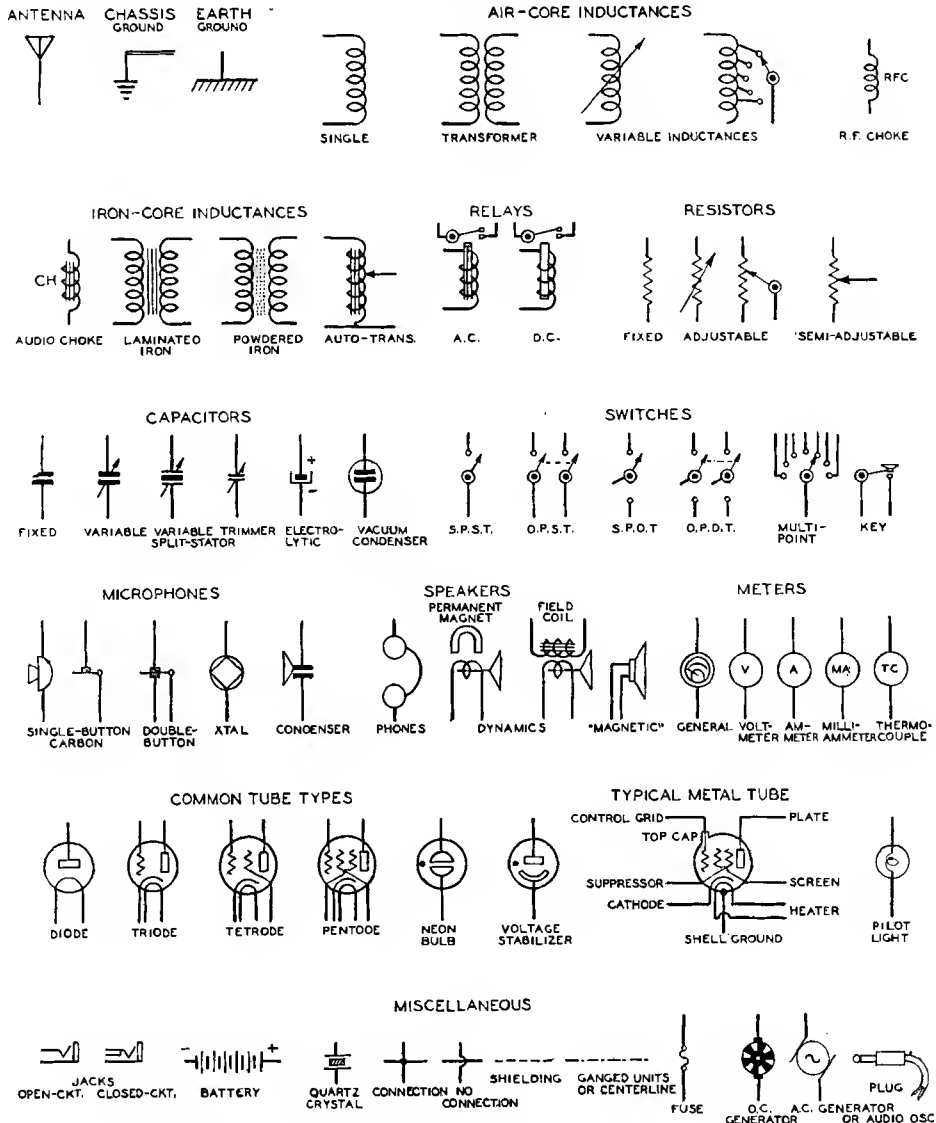 ANTENNA CHASSIS GROUND EARTH GROUND
AIR-CORE INDUCTANCES
RFC
SINGLE TRANSFORMER VARIABLE INDUCTANCES R.F. CHOKE
IRON-CORE INDUCTANCES RELAYS RESISTORS
CH
AUDIO CHOKE LAMINATED IRON POWDERED IRON AUTO-TRANS. A.C. D.C. FIXED ADJUSTABLE SEMI-ADJUSTABLE
CAPACITORS SWITCHES
+
-
FIXED VARIABLE VARIABLE SPLIT-STATOR TRIMMER ELECTRO-LYTIC VACUUM CONDENSER S.P.S.T. O.P.S.T. S.P.O.T O.P.D.T. MULTI-POINT KEY
MICROPHONES SPEAKERS METERS
PERMANENT MAGNET FIELD COIL
V A MA TC
SINGLE-BUTTON CARBON DOUBLE-BUTTON XTAL CONDENSER PHONES DYNAMICS "MAGNETIC" GENERAL VOLT-METER AM-METER MILLI-AMMETER THERMO-COUPLE
COMMON TUBE TYPES TYPICAL METAL TUBE
CONTROL GRID PLATE
TOP CAP
SUPPRESSOR SCREEN
CATHODE HEATER
DIODE TRIODE TETRODE PENTODE NEON BULB VOLTAGE STABILIZER SHELL GROUND PILOT LIGHT
MISCELLANEOUS
- +
JACKS
OPEN-CKT. CLOSED-CKT. BATTERY QUARTZ CRYSTAL CONNECTION NO CONNECTION SHIELDING GANGED UNITS OR CENTERLINE FUSE O.C. GENERATOR A.C. GENERATOR OR AUDIO OSC PLUG